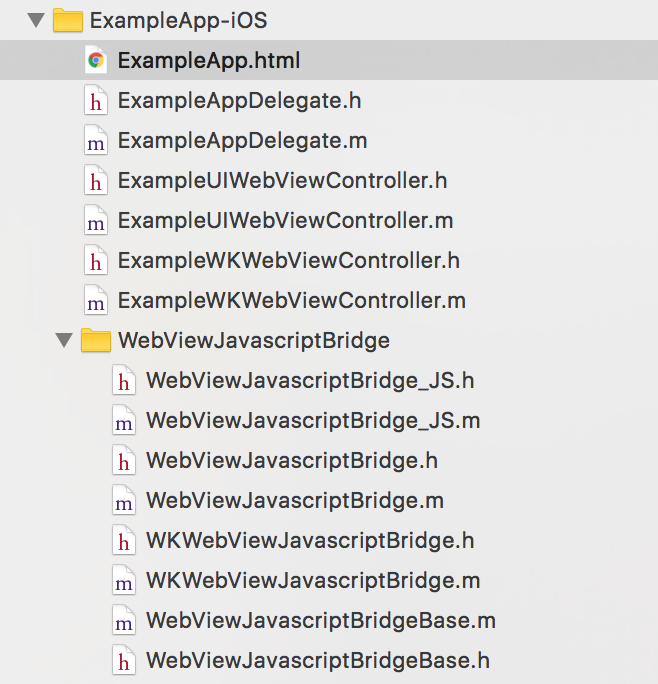 ExampleApp-iOS
ExampleApp.html
h ExampleAppDelegate.h
m ExampleAppDelegate.m
h ExampleUIWebViewController.h
m ExampleUIWebViewController.m
h ExampleWKWebViewController.h
m ExampleWKWebViewController.m
WebViewJavascriptBridge
h WebViewJavascriptBridge_JS.h
m WebViewJavascriptBridge_JS.m
h WebViewJavascriptBridge.h
m WebViewJavascriptBridge.m
h WKWebViewJavascriptBridge.h
m WKWebViewJavascriptBridge.m
m WebViewJavascriptBridgeBase.m
h WebViewJavascriptBridgeBase.h